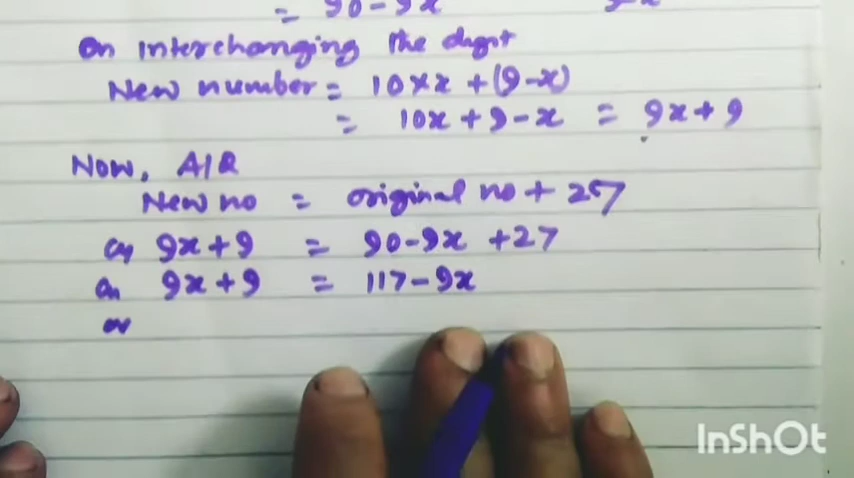 = 90-9x
On interchanging the digit
New number = 10×x + (9-x)
= 10x + 9 - x = 9x + 9
Now, A/Q
New no = original no + 27
or 9x + 9 = 90 - 9x + 27
or 9x + 9 = 117 - 9x
or
InShOt